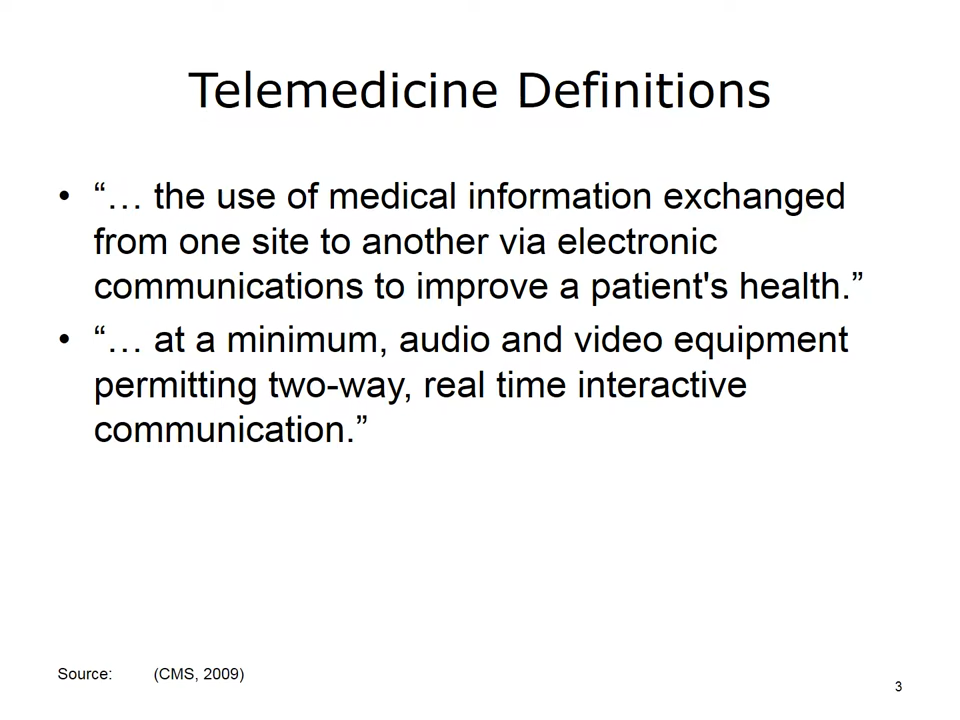 Telemedicine Definitions
• “… the use of medical information exchanged
from one site to another via electronic
communications to improve a patient's health.”
• “… at a minimum, audio and video equipment
permitting two-way, real time interactive
communication.”
Source: (CMS, 2009)
3